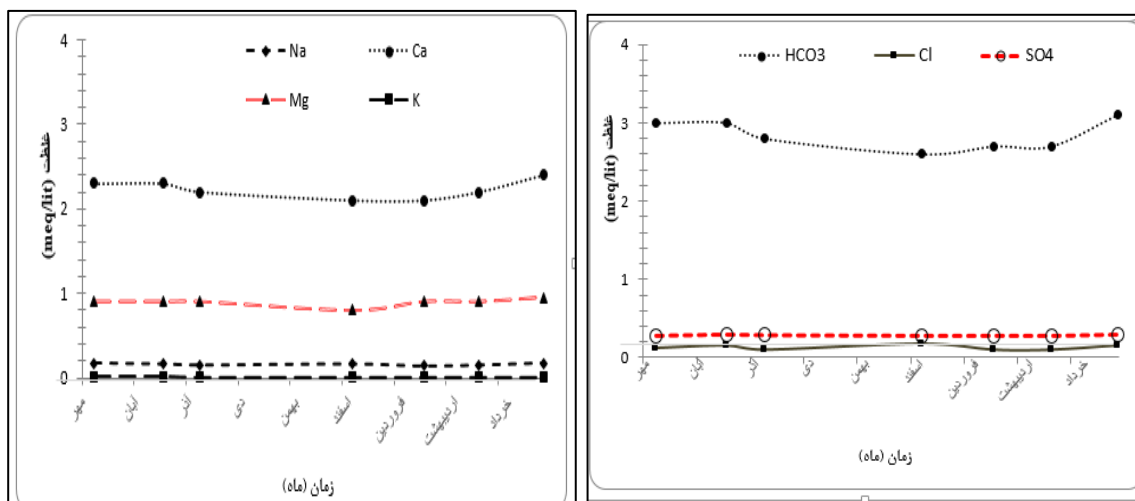 Na
Ca
Mg
K
غلظت (meq/lit)
4
3
2
1
0
مهر
آبان
آذر
دی
بهمن
اسفند
فروردین
اردیبهشت
خرداد
زمان (ماه)
HCO3
Cl
SO4
غلظت (meq/lit)
4
3
2
1
0
مهر
آبان
آذر
دی
بهمن
اسفند
فروردین
اردیبهشت
خرداد
زمان (ماه)